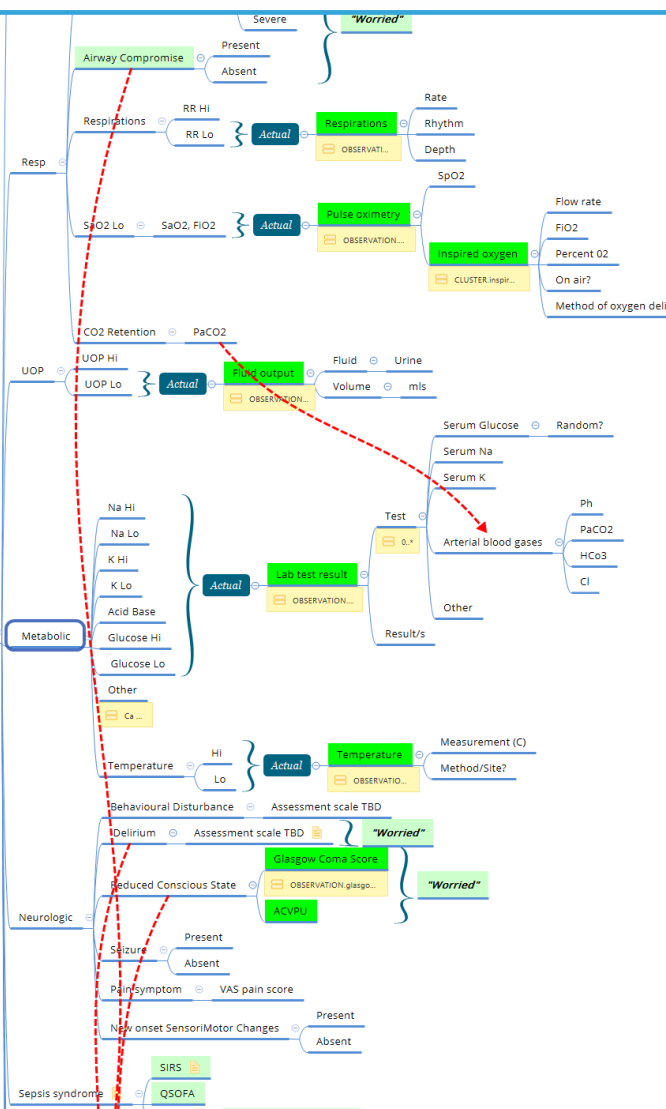 Severe
"Worried"
Airway Compromise
Present
Absent
Resp
Respirations
RR Hi
RR Lo
Actual
Respirations
OBSERVATI...
Rate
Rhythm
Depth
SaO2 Lo
SaO2, FIO2
Actual
Pulse oximetry
OBSERVATION....
SpO2
Inspired oxygen
CLUSTER.inspir...
Flow rate
FiO2
Percent 02
On air?
Method of oxygen deli
CO2 Retention
PaCO2
UOP
UOP Hi
UOP Lo
Actual
Fluid output
OBSERVATION...
Fluid
Urine
Volume
mls
Metabolic
Na Hi
Na Lo
K Hi
K Lo
Acid Base
Glucose Hi
Glucose Lo
Other
Ca ...
Actual
Lab test result
OBSERVATION....
Test
0..*
Serum Glucose
Random?
Serum Na
Serum K
Arterial blood gases
Ph
PaCO2
HCo3
Cl
Other
Result/s
Temperature
Hi
Lo
Actual
Temperature
OBSERVATIO...
Measurement (C)
Method/Site?
Neurologic
Behavioural Disturbance
Assessment scale TBD
Delirium
Assessment scale TBD
"Worried"
Reduced Conscious State
Glasgow Coma Score
OBSERVATION.glasgo...
ACVPU
"Worried"
Seizure
Present
Absent
Pain symptom
VAS pain score
New onset SensoriMotor Changes
Present
Absent
Sepsis syndrome
SIRS
QSOFA